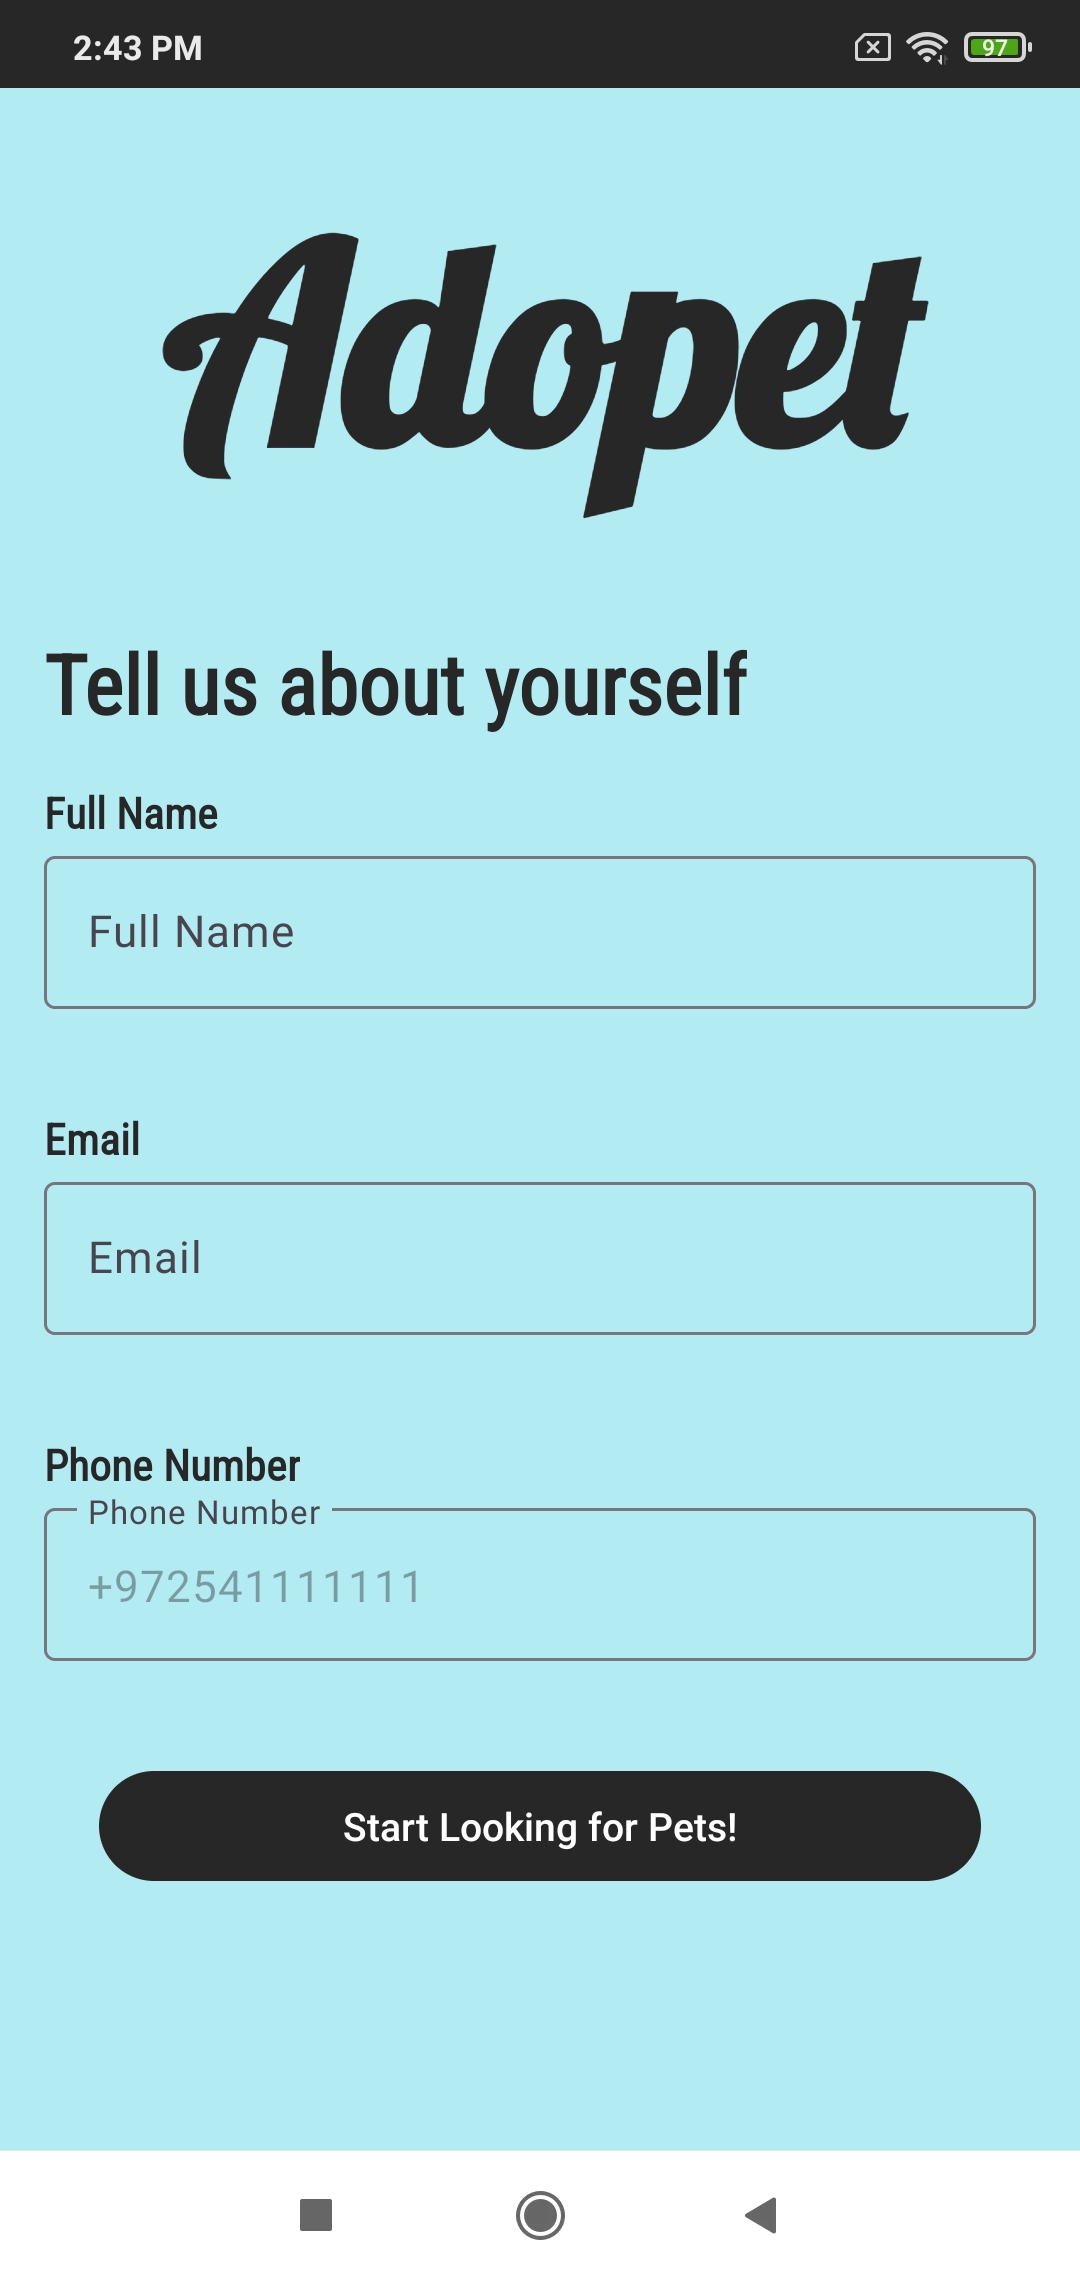 2:43 PM
97
Adopet
Tell us about yourself
Full Name
Full Name
Email
Email
Phone Number
Phone Number
+972541111111
Start Looking for Pets!